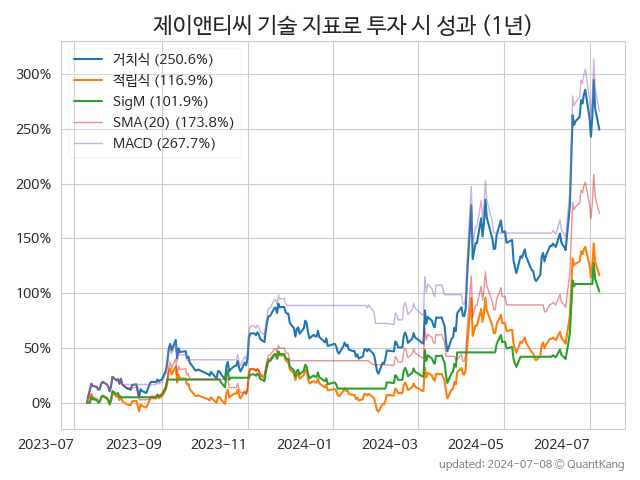 제이앤티씨 기술 지표로 투자 시 성과 (1년)
거치식 (250.6%)
적립식 (116.9%)
SigM (101.9%)
SMA(20) (173.8%)
MACD (267.7%)
300%
250%
200%
150%
100%
50%
0%
2023-07 2023-09 2023-11 2024-01 2024-03 2024-05 2024-07
updated: 2024-07-08 © QuantKang